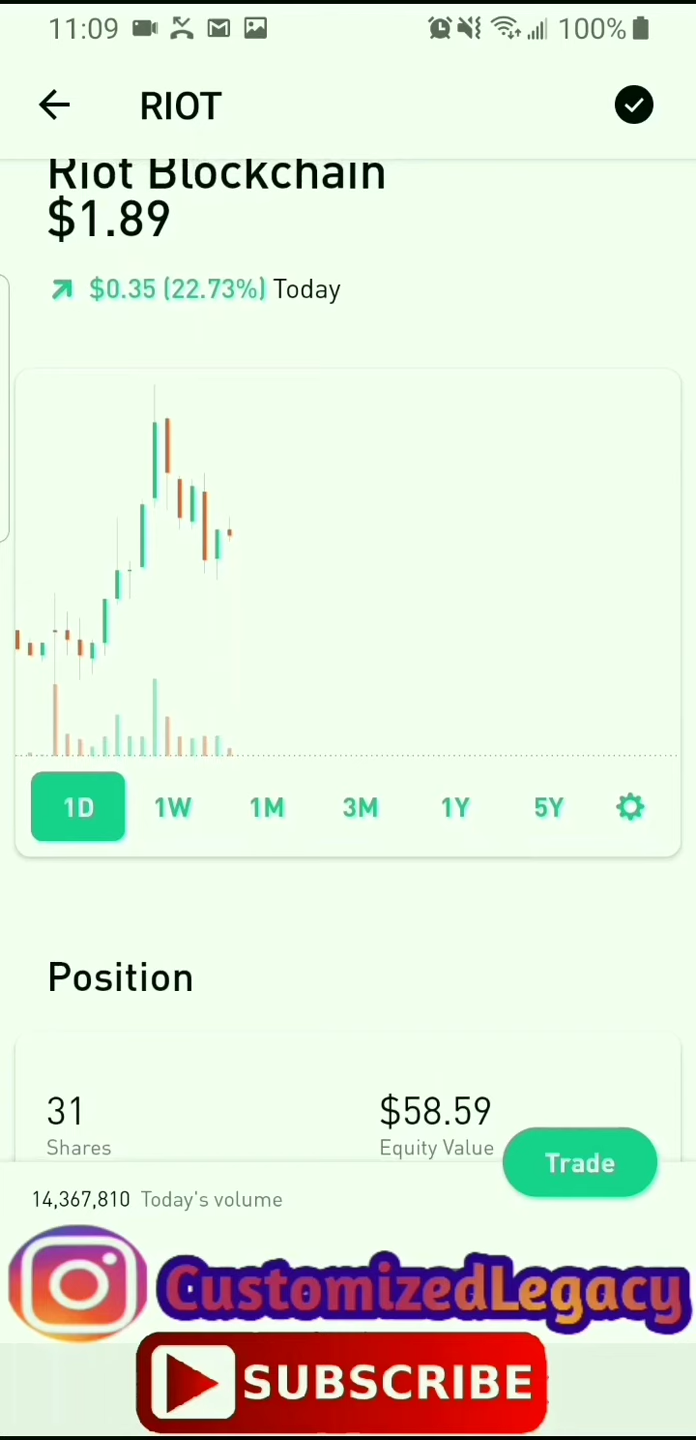 11:09 100%
RIOT
Riot Blockchain
$1.89
$0.35 (22.73%) Today
1D 1W 1M 3M 1Y 5Y
Position
31 $58.59
Shares Equity Value
Trade
14,367,810 Today's volume
CustomizedLegacy
SUBSCRIBE